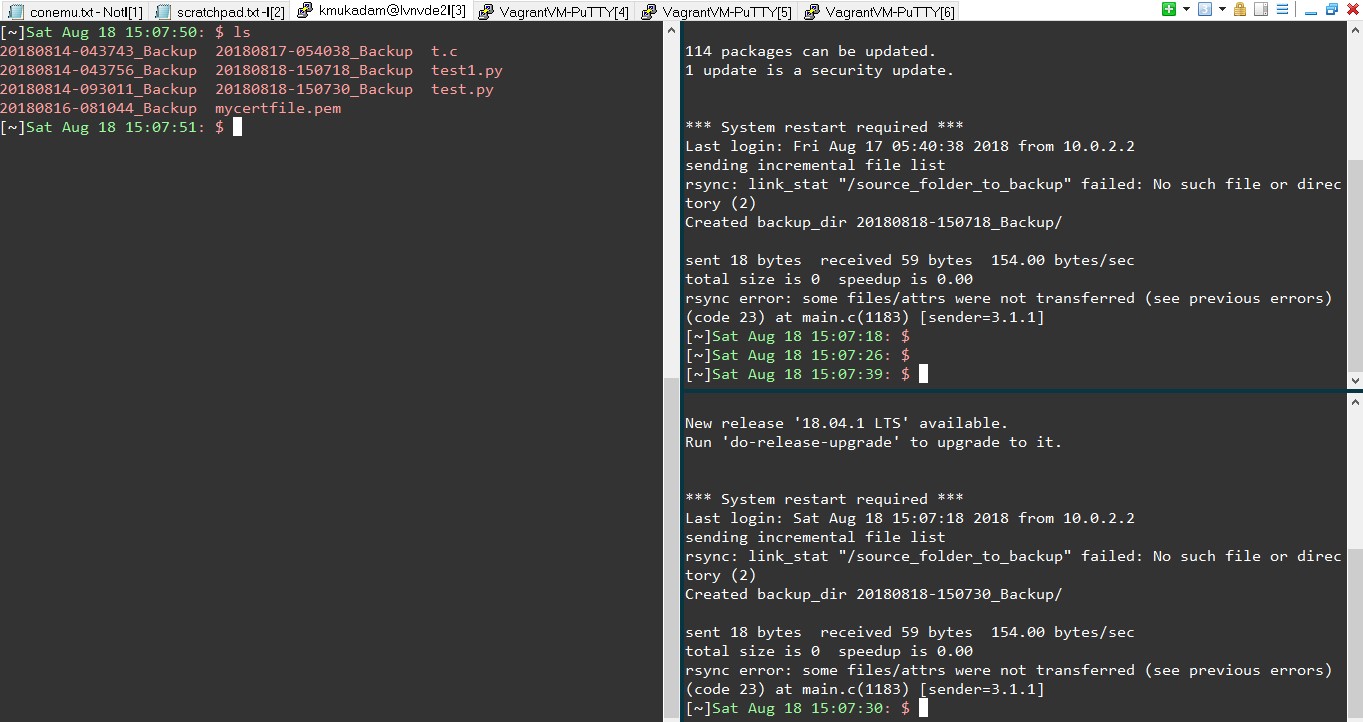 conemu.txt - Notl[1] scratchpad.txt -l[2] kmukadam@lvnvde2l[3] VagrantVM-PuTTY[4] VagrantVM-PuTTY[5] VagrantVM-PuTTY[6]
[~]Sat Aug 18 15:07:50: $ ls
20180814-043743_Backup 20180817-054038_Backup t.c
20180814-043756_Backup 20180818-150718_Backup test1.py
20180814-093011_Backup 20180818-150730_Backup test.py
20180816-081044_Backup mycertfile.pem
[~]Sat Aug 18 15:07:51: $
114 packages can be updated.
1 update is a security update.
*** System restart required ***
Last login: Fri Aug 17 05:40:38 2018 from 10.0.2.2
sending incremental file list
rsync: link_stat "/source_folder_to_backup" failed: No such file or direc
tory (2)
Created backup_dir 20180818-150718_Backup/
sent 18 bytes  received 59 bytes  154.00 bytes/sec
total size is 0  speedup is 0.00
rsync error: some files/attrs were not transferred (see previous errors)
(code 23) at main.c(1183) [sender=3.1.1]
[~]Sat Aug 18 15:07:18: $
[~]Sat Aug 18 15:07:26: $
[~]Sat Aug 18 15:07:39: $
New release '18.04.1 LTS' available.
Run 'do-release-upgrade' to upgrade to it.
*** System restart required ***
Last login: Sat Aug 18 15:07:18 2018 from 10.0.2.2
sending incremental file list
rsync: link_stat "/source_folder_to_backup" failed: No such file or direc
tory (2)
Created backup_dir 20180818-150730_Backup/
sent 18 bytes  received 59 bytes  154.00 bytes/sec
total size is 0  speedup is 0.00
rsync error: some files/attrs were not transferred (see previous errors)
(code 23) at main.c(1183) [sender=3.1.1]
[~]Sat Aug 18 15:07:30: $